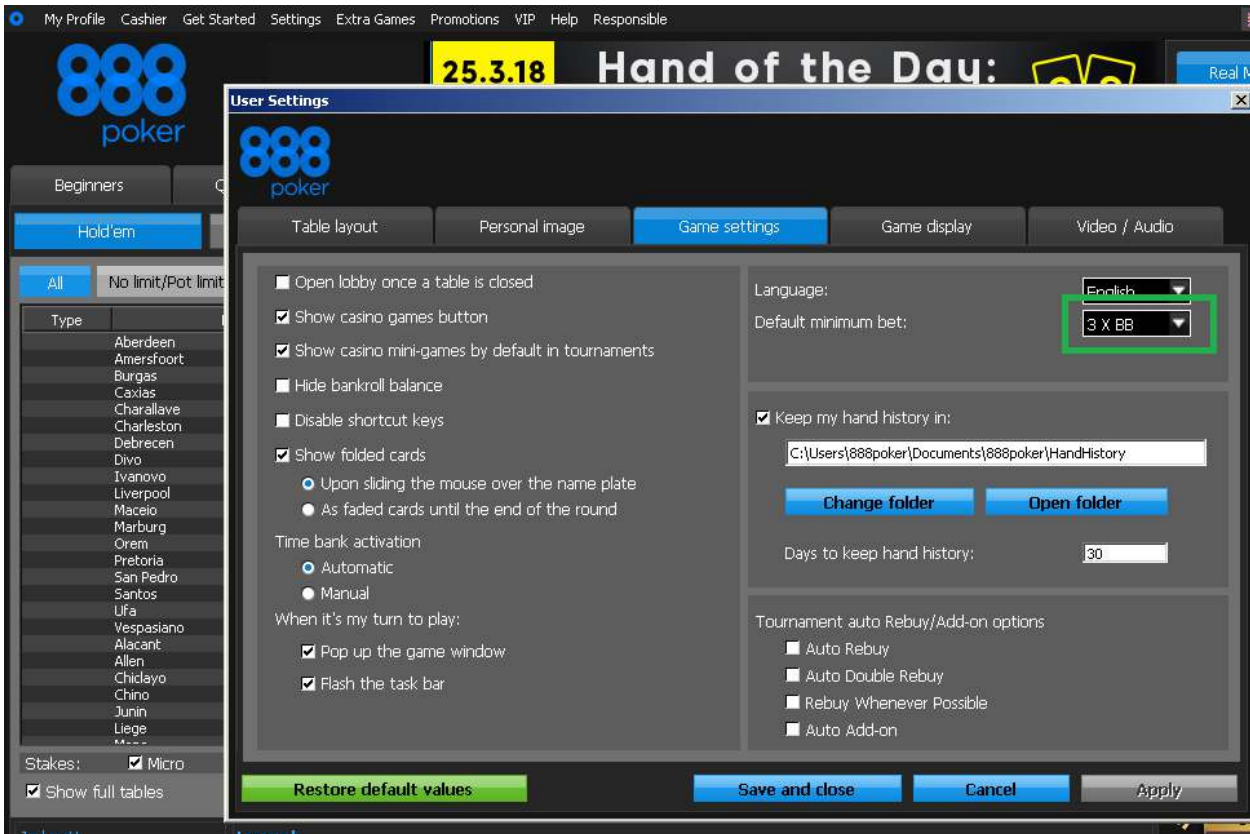 My Profile Cashier Get Started Settings Extra Games Promotions VIP Help Responsible
888
poker
25.3.18
Hand of the Day:
Real
User Settings
888
poker
Beginners
Hold'em
Table layout
Personal image
Game settings
Game display
Video / Audio
All
No limit/Pot limit
Type
Aberdeen
Amersfoort
Burgas
Caxias
Charallave
Charleston
Debrecen
Divo
Ivanovo
Liverpool
Maceio
Marburg
Orem
Pretoria
San Pedro
Santos
Ufa
Vespasiano
Alacant
Allen
Chiclayo
Chino
Junin
Liege
Stakes:
Micro
Show full tables
Open lobby once a table is closed
Show casino games button
Show casino mini-games by default in tournaments
Hide bankroll balance
Disable shortcut keys
Show folded cards
Upon sliding the mouse over the name plate
As faded cards until the end of the round
Time bank activation
Automatic
Manual
When it's my turn to play:
Pop up the game window
Flash the task bar
Language:
English
Default minimum bet:
3 X BB
Keep my hand history in:
C:\Users\888poker\Documents\888poker\HandHistory
Change folder
Open folder
Days to keep hand history:
30
Tournament auto Rebuy/Add-on options
Auto Rebuy
Auto Double Rebuy
Rebuy Whenever Possible
Auto Add-on
Restore default values
Save and close
Cancel
Apply